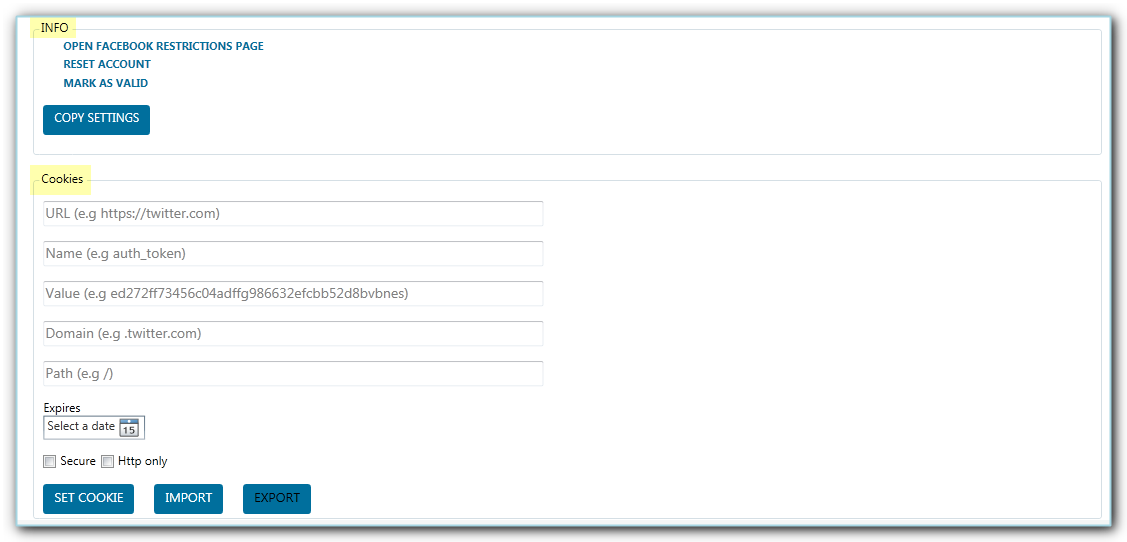 INFO
OPEN FACEBOOK RESTRICTIONS PAGE
RESET ACCOUNT
MARK AS VALID
COPY SETTINGS
Cookies
URL (e.g https://twitter.com)
Name (e.g auth_token)
Value (e.g ed272ff73456c04adffg986632efcbb52d8bvbnes)
Domain (e.g .twitter.com)
Path (e.g /)
Expires
Select a date 15
Secure Http only
SET COOKIE IMPORT EXPORT